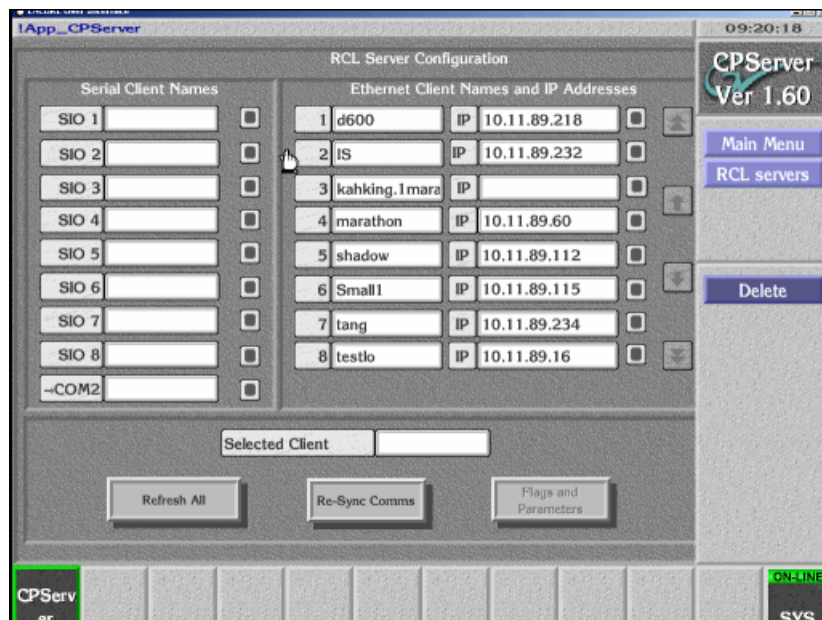 !App_CPServer
09:20:18
RCL Server Configuration
CPServer
Ver 1.60
Serial Client Names
Ethernet Client Names and IP Addresses
SIO 1
1 d600 IP 10.11.89.218
SIO 2
2 IS IP 10.11.89.232
SIO 3
3 kahking.1mara IP
SIO 4
4 marathon IP 10.11.89.60
SIO 5
5 shadow IP 10.11.89.112
SIO 6
6 Small1 IP 10.11.89.115
SIO 7
7 tang IP 10.11.89.234
SIO 8
8 testlo IP 10.11.89.16
→COM2
Main Menu
RCL servers
Delete
Selected Client
Refresh All
Re-Sync Comms
Flags and
Parameters
CPServ
er
ON-LINE
SYS